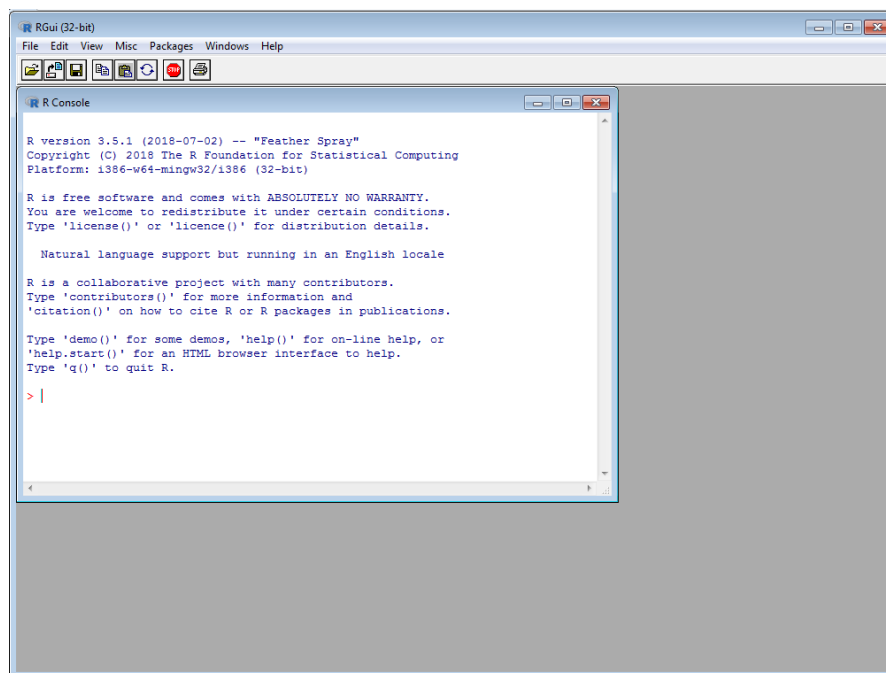 RGui (32-bit)
File Edit View Misc Packages Windows Help
STOP
R Console
R version 3.5.1 (2018-07-02) -- "Feather Spray"
Copyright (C) 2018 The R Foundation for Statistical Computing
Platform: i386-w64-mingw32/i386 (32-bit)
R is free software and comes with ABSOLUTELY NO WARRANTY.
You are welcome to redistribute it under certain conditions.
Type 'license()' or 'licence()' for distribution details.
Natural language support but running in an English locale
R is a collaborative project with many contributors.
Type 'contributors()' for more information and
'citation()' on how to cite R or R packages in publications.
Type 'demo()' for some demos, 'help()' for on-line help, or
'help.start()' for an HTML browser interface to help.
Type 'q()' to quit R.
>